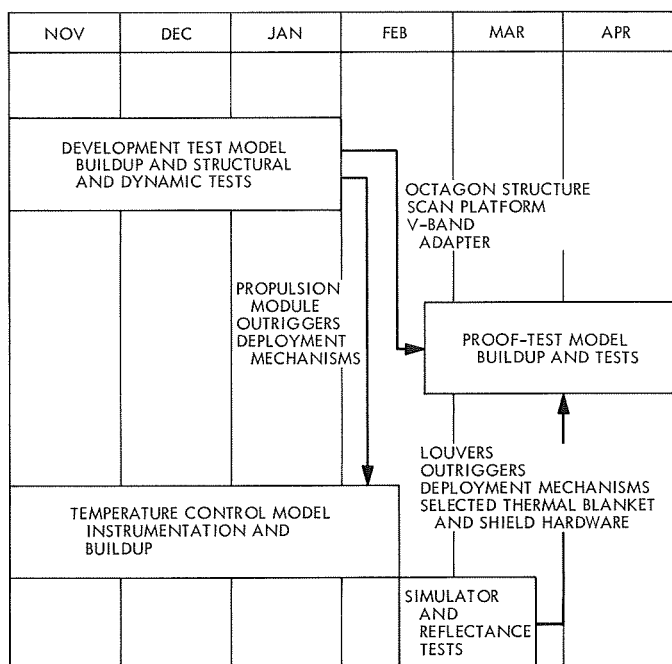 NOV DEC JAN FEB MAR APR
DEVELOPMENT TEST MODEL
BUILDUP AND STRUCTURAL
AND DYNAMIC TESTS
OCTAGON STRUCTURE
SCAN PLATFORM
V-BAND
ADAPTER
PROPULSION
MODULE
OUTRIGGERS
DEPLOYMENT
MECHANISMS
PROOF-TEST MODEL
BUILDUP AND TESTS
LOUVERS
OUTRIGGERS
DEPLOYMENT MECHANISMS
SELECTED THERMAL BLANKET
AND SHIELD HARDWARE
TEMPERATURE CONTROL MODEL
INSTRUMENTATION AND
BUILDUP
SIMULATOR
AND
REFLECTANCE
TESTS